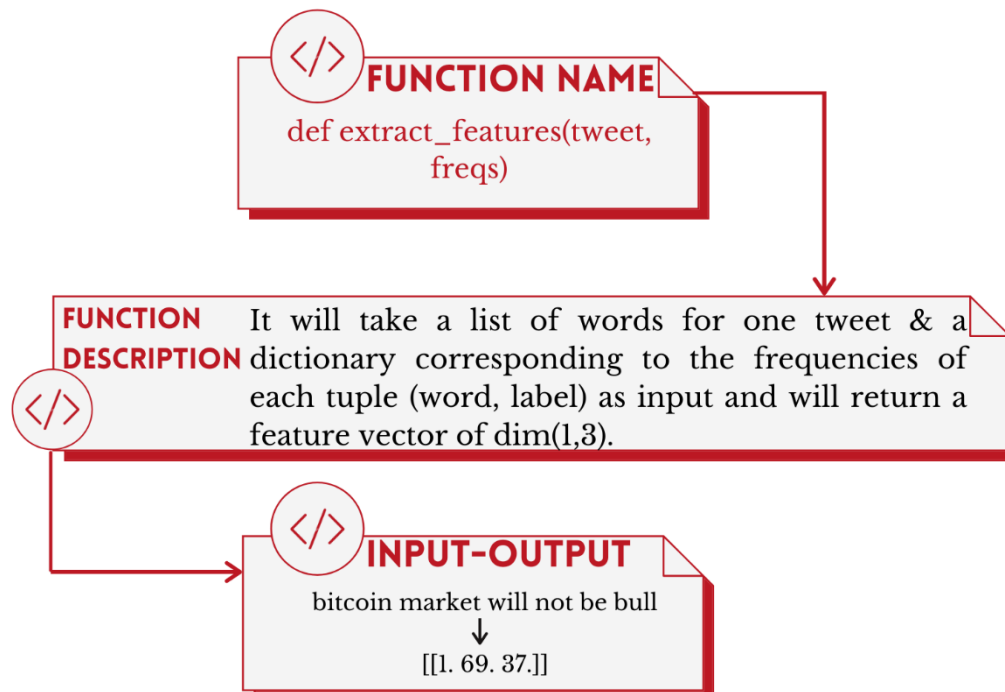 </>
FUNCTION NAME
def extract_features(tweet,
freqs)
FUNCTION
DESCRIPTION
It will take a list of words for one tweet & a
dictionary corresponding to the frequencies of
each tuple (word, label) as input and will return a
feature vector of dim(1,3).
</>
</>
INPUT-OUTPUT
bitcoin market will not be bull
[[1. 69. 37.]]